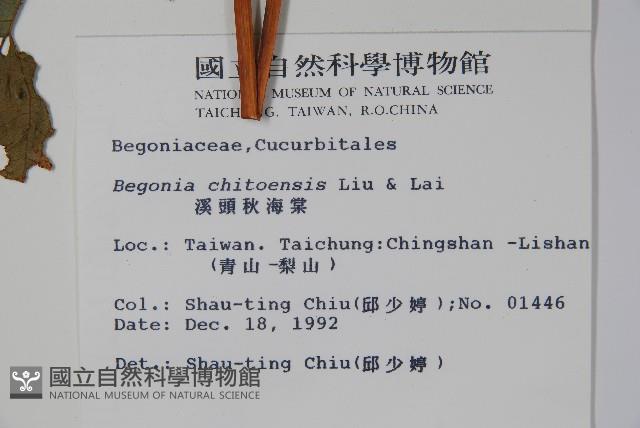 國立自然科學博物館
NATIONAL MUSEUM OF NATURAL SCIENCE
TAICHUNG, TAIWAN, R.O.CHINA
Begoniaceae,Cucurbitales
Begonia chitoensis Liu & Lai
溪頭秋海棠
Loc.: Taiwan. Taichung:Chingshan -Lishan
(青山-梨山)
Col.: Shau-ting Chiu(邱少婷);No. 01446
Date: Dec. 18, 1992
Det.: Shau-ting Chiu(邱少婷)
國立自然科學博物館
NATIONAL MUSEUM OF NATURAL SCIENCE